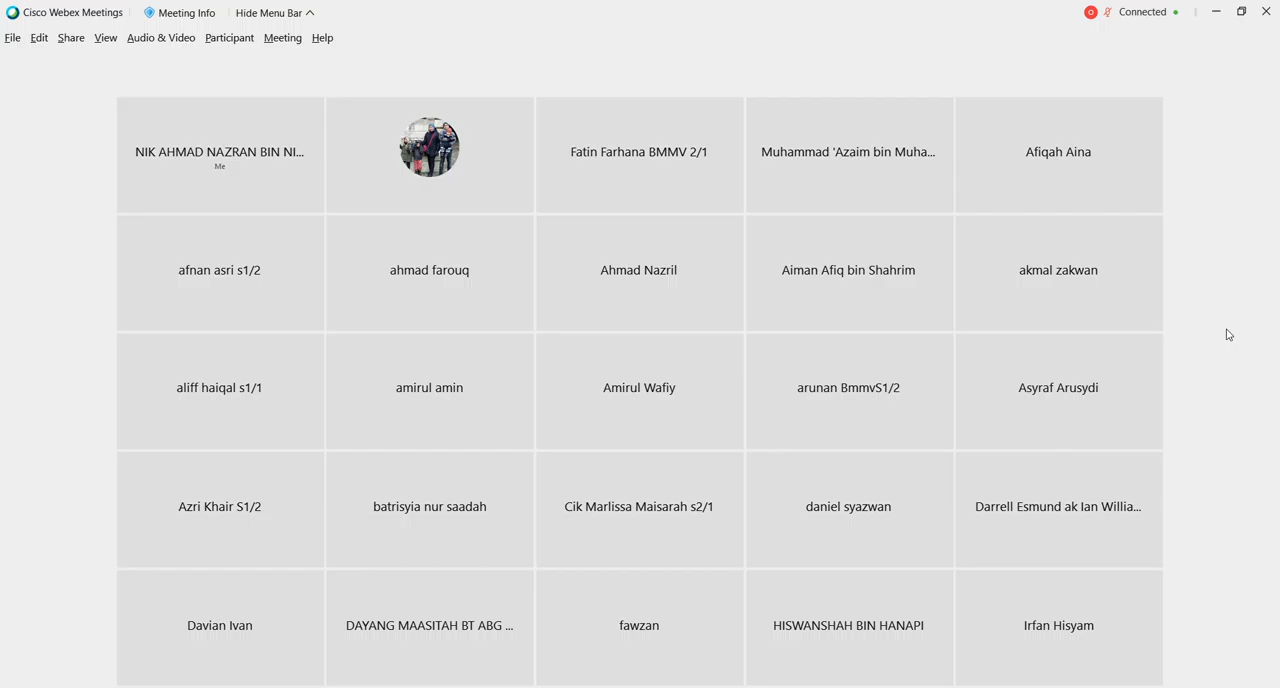 Cisco Webex Meetings Meeting Info Hide Menu Bar Connected
File Edit Share View Audio & Video Participant Meeting Help
NIK AHMAD NAZRAN BIN NI...
Me
Fatin Farhana BMMV 2/1
Muhammad 'Azaim bin Muha...
Afiqah Aina
afnan asri s1/2
ahmad farouq
Ahmad Nazril
Aiman Afiq bin Shahrim
akmal zakwan
aliff haiqal s1/1
amirul amin
Amirul Wafiy
arunan BmmvS1/2
Asyraf Arusydi
Azri Khair S1/2
batrisyia nur saadah
Cik Marlissa Maisarah s2/1
daniel syazwan
Darrell Esmund ak Ian Willia...
Davian Ivan
DAYANG MAASITAH BT ABG ...
fawzan
HISWANSHAH BIN HANAPI
Irfan Hisyam